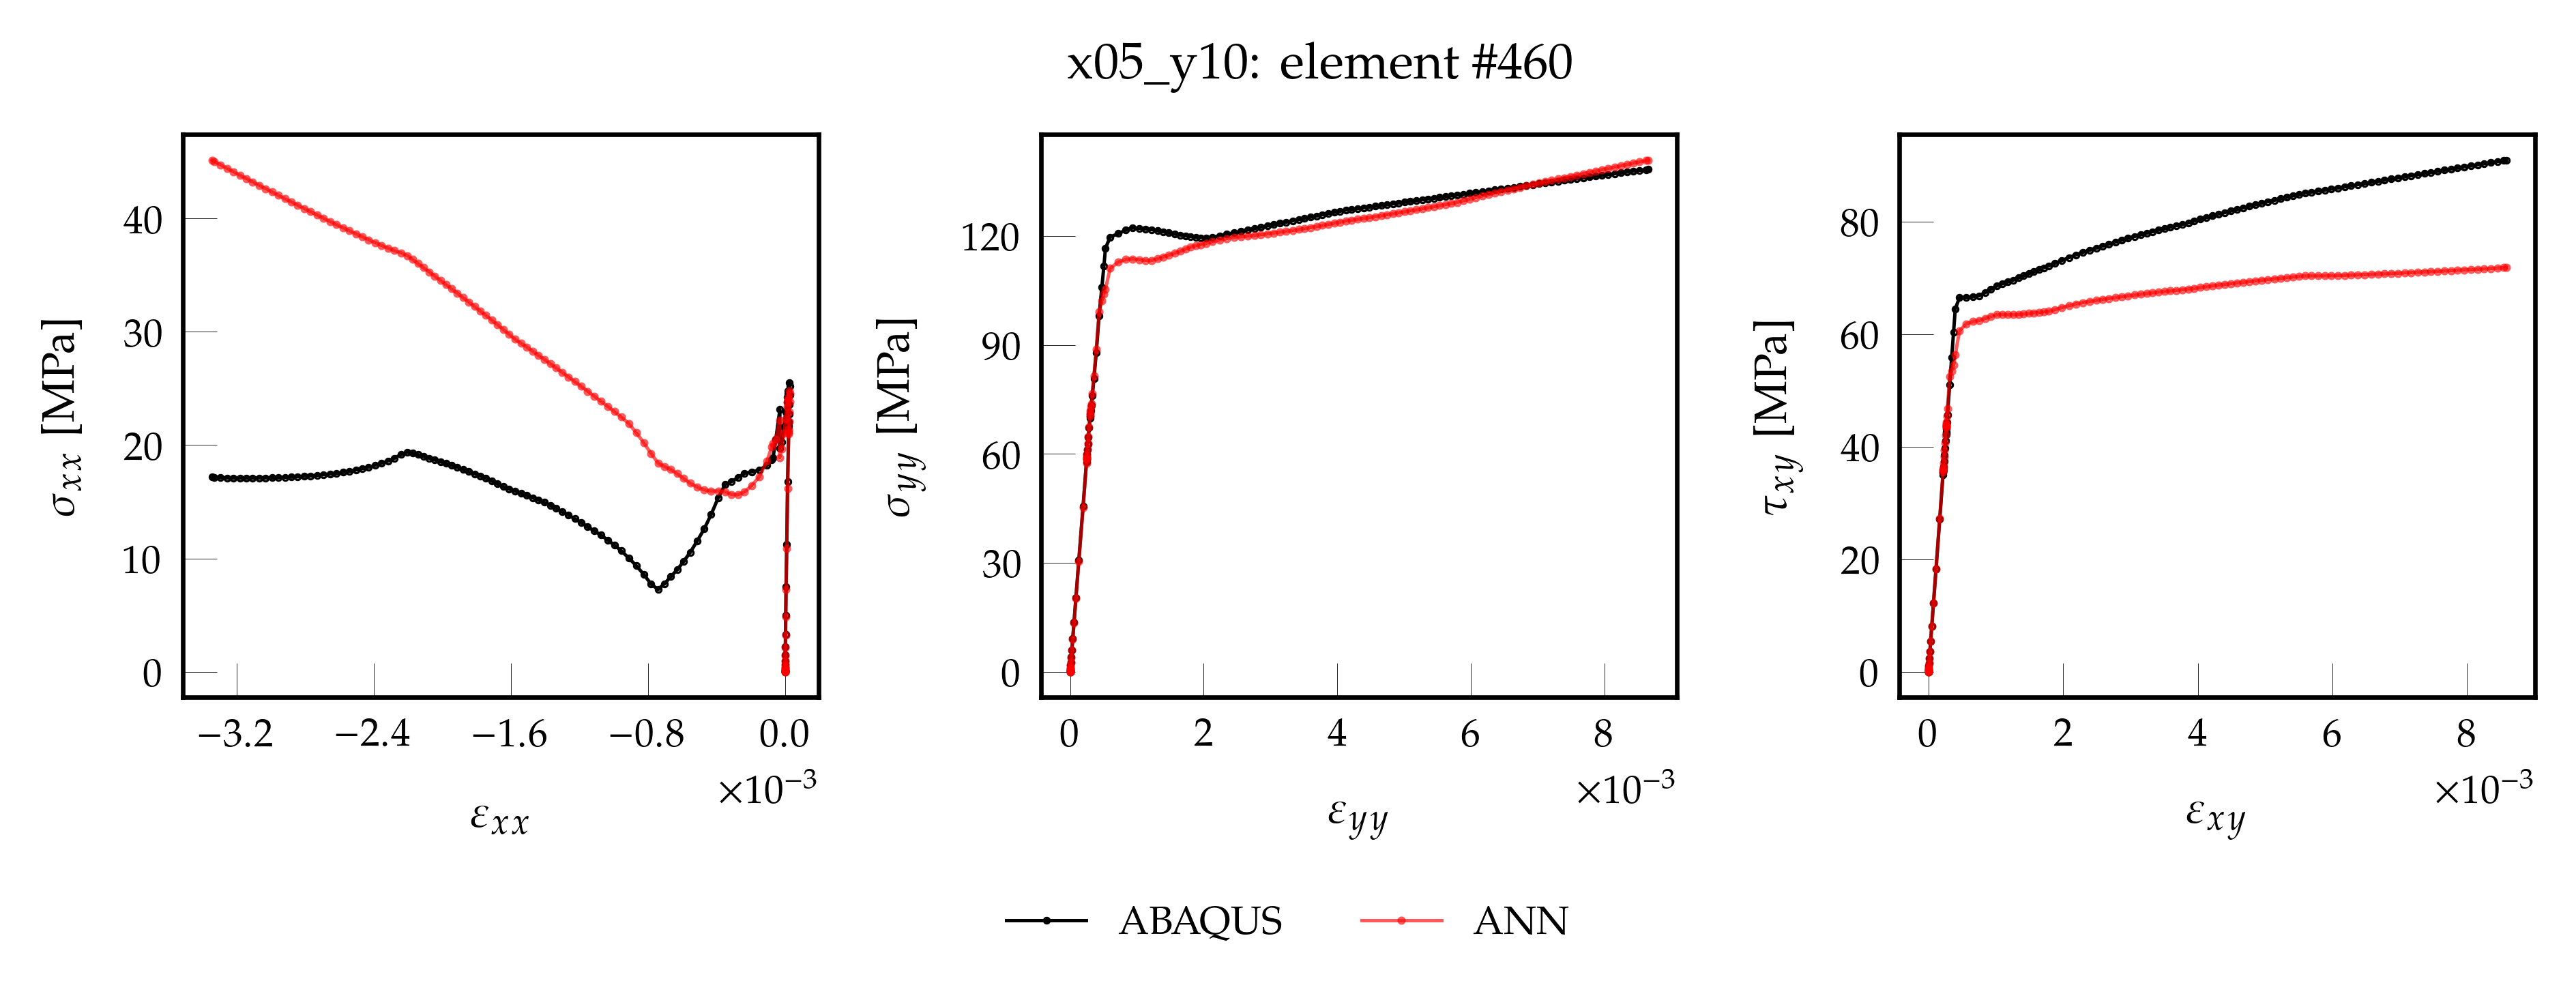 x05_y10: element #460
σxx [MPa]
40
30
20
10
0
−3.2 −2.4 −1.6 −0.8 0.0
×10⁻³
εxx
σyy [MPa]
120
90
60
30
0
0 2 4 6 8
×10⁻³
εyy
τxy [MPa]
80
60
40
20
0
0 2 4 6 8
×10⁻³
εxy
ABAQUS ANN